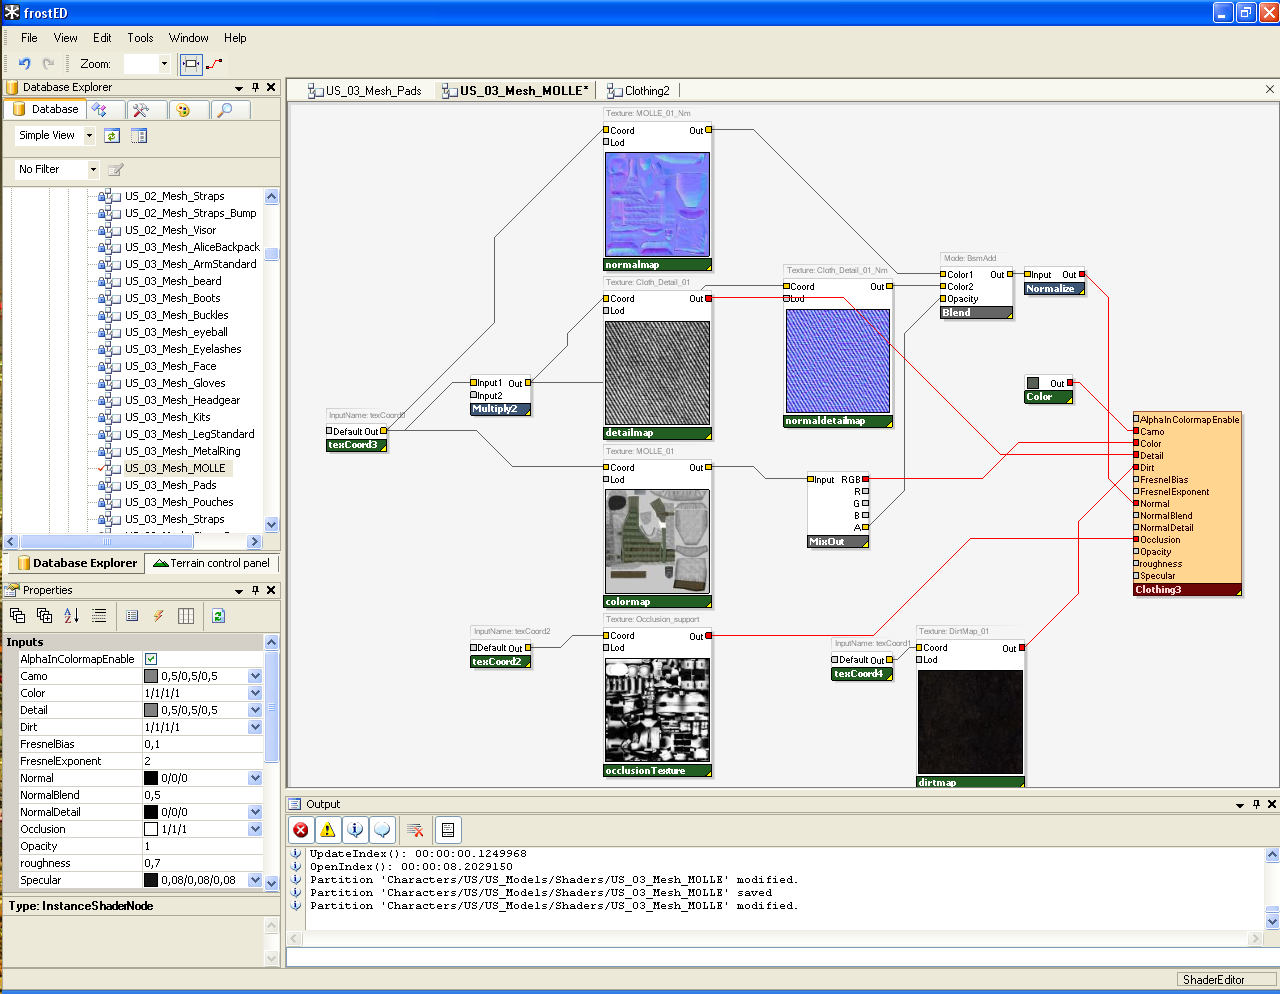 frostED
File View Edit Tools Window Help
Zoom:
Database Explorer
Database
Simple View
No Filter
US_02_Mesh_Straps
US_02_Mesh_Straps_Bump
US_02_Mesh_Visor
US_03_Mesh_AliceBackpack
US_03_Mesh_ArmStandard
US_03_Mesh_beard
US_03_Mesh_Boots
US_03_Mesh_Buckles
US_03_Mesh_eyeball
US_03_Mesh_Eyelashes
US_03_Mesh_Face
US_03_Mesh_Gloves
US_03_Mesh_Headgear
US_03_Mesh_Kits
US_03_Mesh_LegStandard
US_03_Mesh_MetalRing
US_03_Mesh_MOLLE
US_03_Mesh_Pads
US_03_Mesh_Pouches
US_03_Mesh_Straps
Database Explorer Terrain control panel
Properties
Inputs
AlphaInColormapEnable
Camo 0,5/0,5/0,5
Color 1/1/1/1
Detail 0,5/0,5/0,5
Dirt 1/1/1/1
FresnelBias 0,1
FresnelExponent 2
Normal 0/0/0
NormalBlend 0,5
NormalDetail 0/0/0
Occlusion 1/1/1
Opacity 1
roughness 0,7
Specular 0,08/0,08/0,08
Type: InstanceShaderNode
US_03_Mesh_Pads US_03_Mesh_MOLLE* Clothing2
Texture: MOLLE_01_Nm
Coord Out
Lod
normalmap
Texture: Cloth_Detail_01
Coord Out
Lod
detailmap
Texture: Cloth_Detail_01_Nm
Coord Out
Lod
normaldetailmap
Mode: BsmAdd
Color1 Out
Color2
Opacity
Blend
Input Out
Normalize
Input1 Out
Input2
Multiply2
InputName: texCoord0
Default Out
texCoord3
Out
Color
Texture: MOLLE_01
Coord Out
Lod
colormap
Input RGB
R
G
B
A
MixOut
AlphaInColormapEnable
Camo
Color
Detail
Dirt
FresnelBias
FresnelExponent
Normal
NormalBlend
NormalDetail
Occlusion
Opacity
roughness
Specular
Clothing3
InputName: texCoord2
Default Out
texCoord2
Texture: Occlusion_support
Coord Out
Lod
occlusionTexture
InputName: texCoord1
Default Out
texCoord4
Texture: DirtMap_01
Coord Out
Lod
dirtmap
Output
UpdateIndex(): 00:00:00.1249968
OpenIndex(): 00:00:08.2029150
Partition 'Characters/US/US_Models/Shaders/US_03_Mesh_MOLLE' modified.
Partition 'Characters/US/US_Models/Shaders/US_03_Mesh_MOLLE' saved
Partition 'Characters/US/US_Models/Shaders/US_03_Mesh_MOLLE' modified.
ShaderEditor